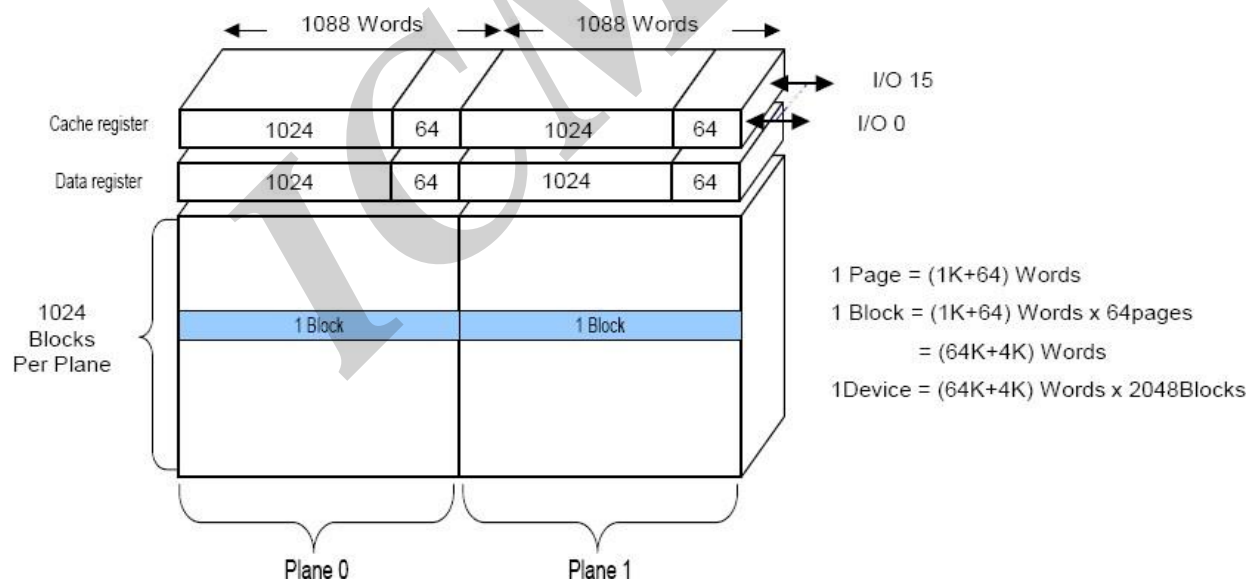 1088 Words 1088 Words
I/O 15
I/O 0
Cache register 1024 64 1024 64
Data register 1024 64 1024 64
1024
Blocks
Per Plane
1 Block 1 Block
1 Page = (1K+64) Words
1 Block = (1K+64) Words x 64pages
= (64K+4K) Words
1Device = (64K+4K) Words x 2048Blocks
Plane 0 Plane 1